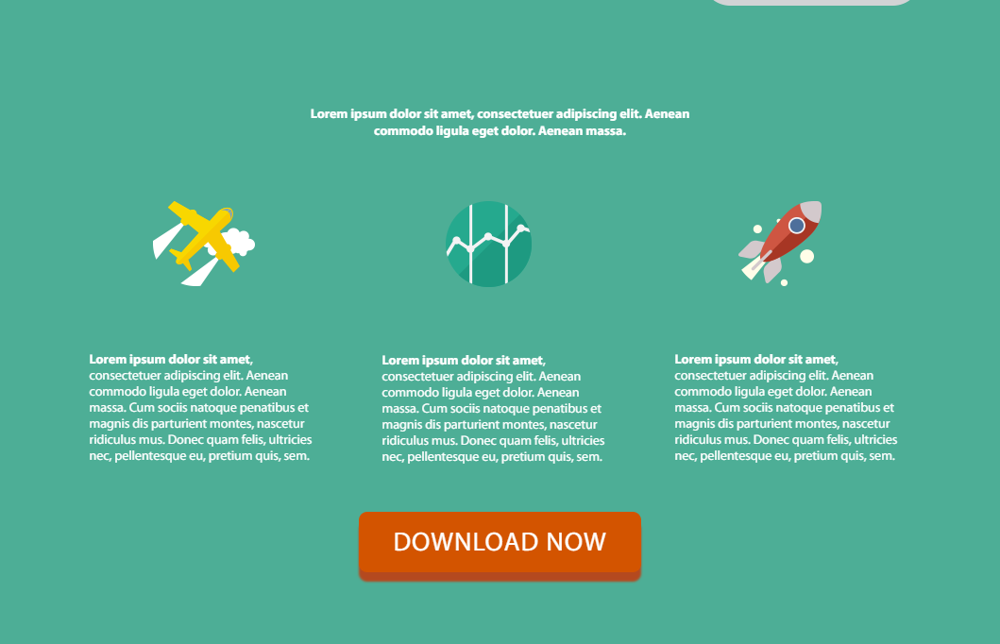 Lorem ipsum dolor sit amet, consectetuer adipiscing elit. Aenean
commodo ligula eget dolor. Aenean massa.
Lorem ipsum dolor sit amet,
consectetuer adipiscing elit. Aenean
commodo ligula eget dolor. Aenean
massa. Cum sociis natoque penatibus et
magnis dis parturient montes, nascetur
ridiculus mus. Donec quam felis, ultricies
nec, pellentesque eu, pretium quis, sem.
Lorem ipsum dolor sit amet,
consectetuer adipiscing elit. Aenean
commodo ligula eget dolor. Aenean
massa. Cum sociis natoque penatibus et
magnis dis parturient montes, nascetur
ridiculus mus. Donec quam felis, ultricies
nec, pellentesque eu, pretium quis, sem.
Lorem ipsum dolor sit amet,
consectetuer adipiscing elit. Aenean
commodo ligula eget dolor. Aenean
massa. Cum sociis natoque penatibus et
magnis dis parturient montes, nascetur
ridiculus mus. Donec quam felis, ultricies
nec, pellentesque eu, pretium quis, sem.
DOWNLOAD NOW